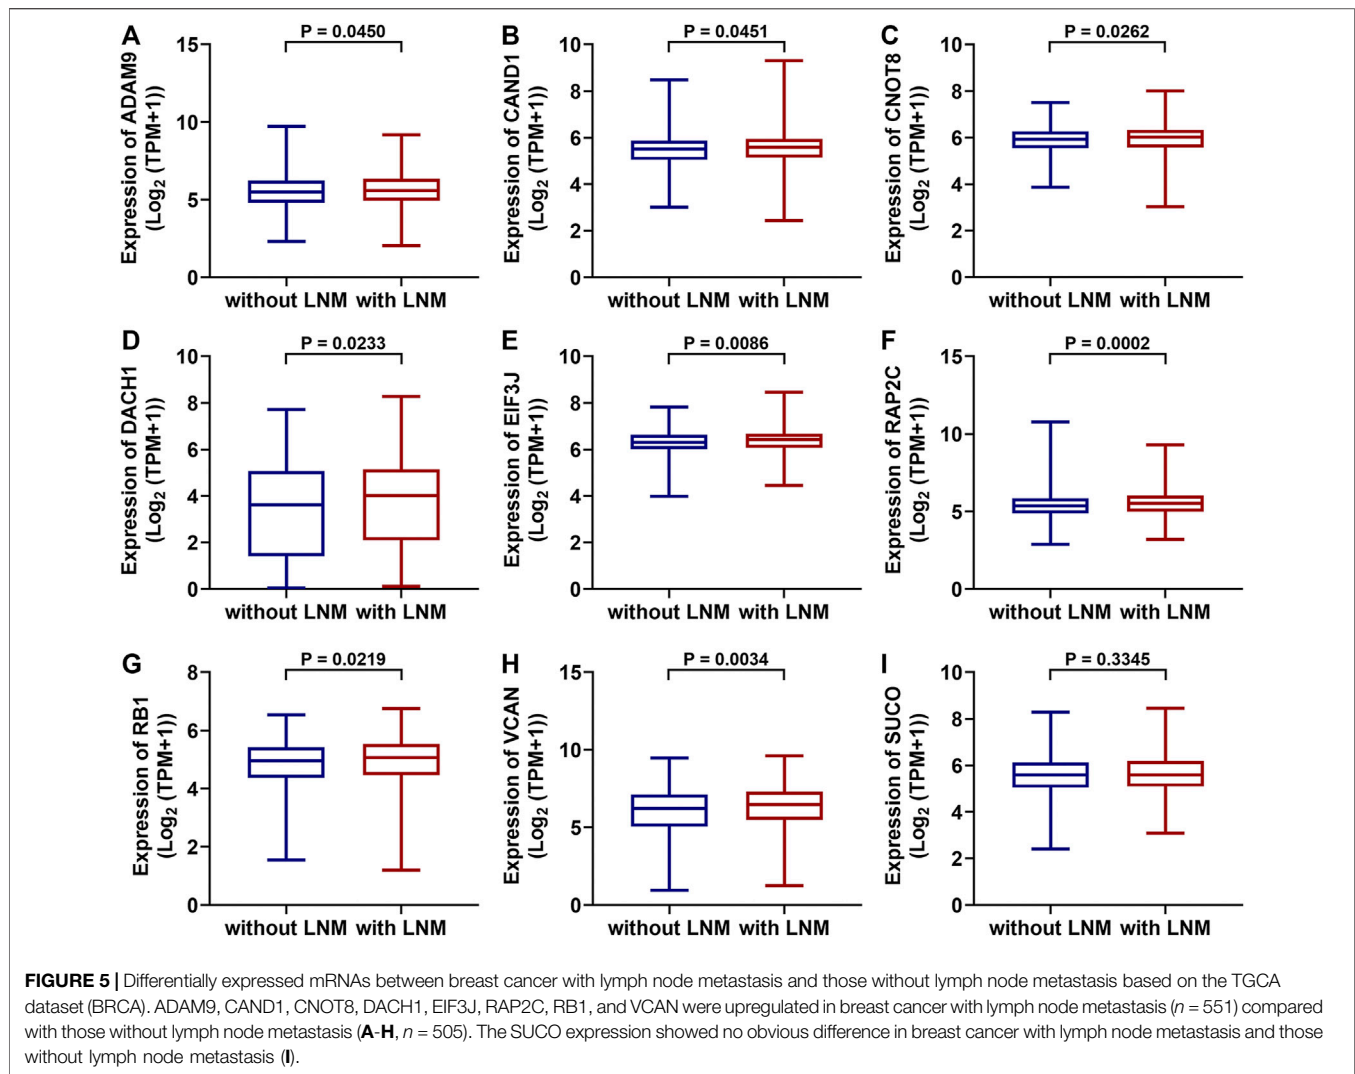 A
P = 0.0450
Expression of ADAM9
(Log2 (TPM+1))
15
10
5
0
without LNM with LNM
B
P = 0.0451
Expression of CAND1
(Log2 (TPM+1))
10
8
6
4
2
0
without LNM with LNM
C
P = 0.0262
Expression of CNOT8
(Log2 (TPM+1))
10
8
6
4
2
0
without LNM with LNM
D
P = 0.0233
Expression of DACH1
(Log2 (TPM+1))
10
8
6
4
2
0
without LNM with LNM
E
P = 0.0086
Expression of EIF3J
(Log2 (TPM+1))
10
8
6
4
2
0
without LNM with LNM
F
P = 0.0002
Expression of RAP2C
(Log2 (TPM+1))
15
10
5
0
without LNM with LNM
G
P = 0.0219
Expression of RB1
(Log2 (TPM+1))
8
6
4
2
0
without LNM with LNM
H
P = 0.0034
Expression of VCAN
(Log2 (TPM+1))
15
10
5
0
without LNM with LNM
I
P = 0.3345
Expression of SUCO
(Log2 (TPM+1))
10
8
6
4
2
0
without LNM with LNM
FIGURE 5 | Differentially expressed mRNAs between breast cancer with lymph node metastasis and those without lymph node metastasis based on the TGCA
dataset (BRCA). ADAM9, CAND1, CNOT8, DACH1, EIF3J, RAP2C, RB1, and VCAN were upregulated in breast cancer with lymph node metastasis (n = 551) compared
with those without lymph node metastasis (A-H, n = 505). The SUCO expression showed no obvious difference in breast cancer with lymph node metastasis and those
without lymph node metastasis (I).